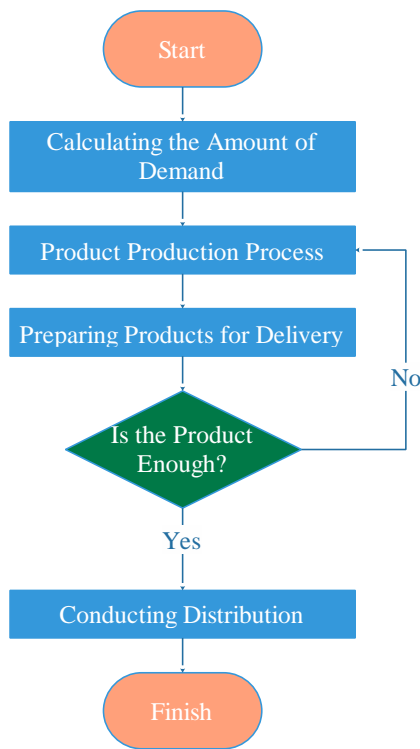 Start
Calculating the Amount of
Demand
Product Production Process
Preparing Products for Delivery
No
Is the Product
Enough?
Yes
Conducting Distribution
Finish